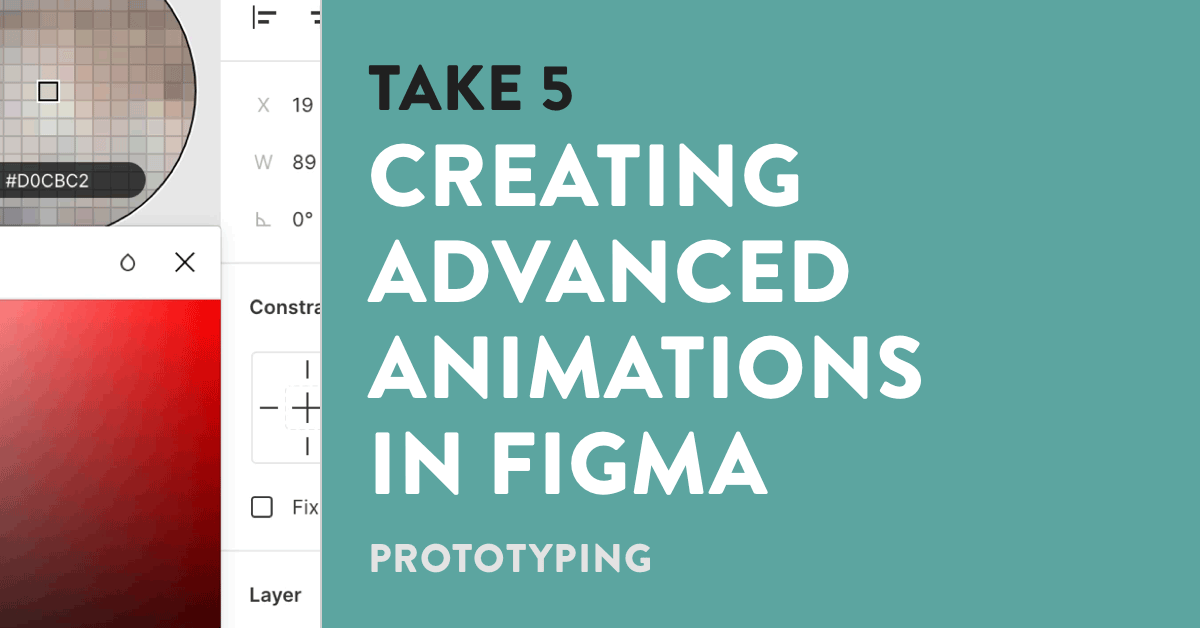 #D0CBC2
X 19
W 89
0°
Constra
Fix
Layer
TAKE 5
CREATING
ADVANCED
ANIMATIONS
IN FIGMA
PROTOTYPING